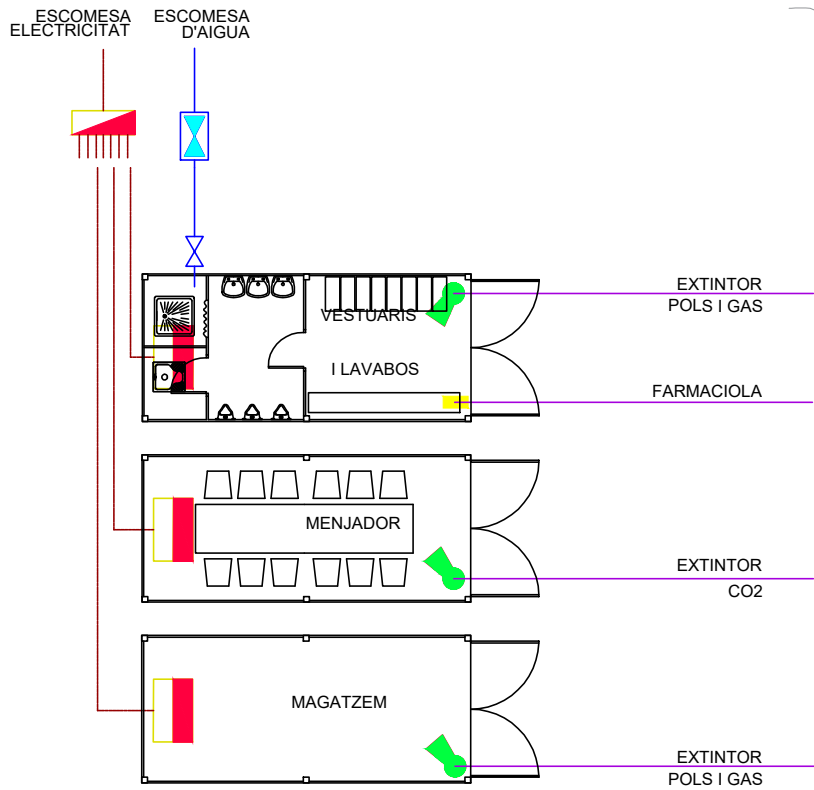 ESCOMESA
ELECTRICITAT
ESCOMESA
D'AIGUA
EXTINTOR
POLS I GAS
VESTUARIS
I LAVABOS
FARMACIOLA
MENJADOR
EXTINTOR
CO2
MAGATZEM
EXTINTOR
POLS I GAS